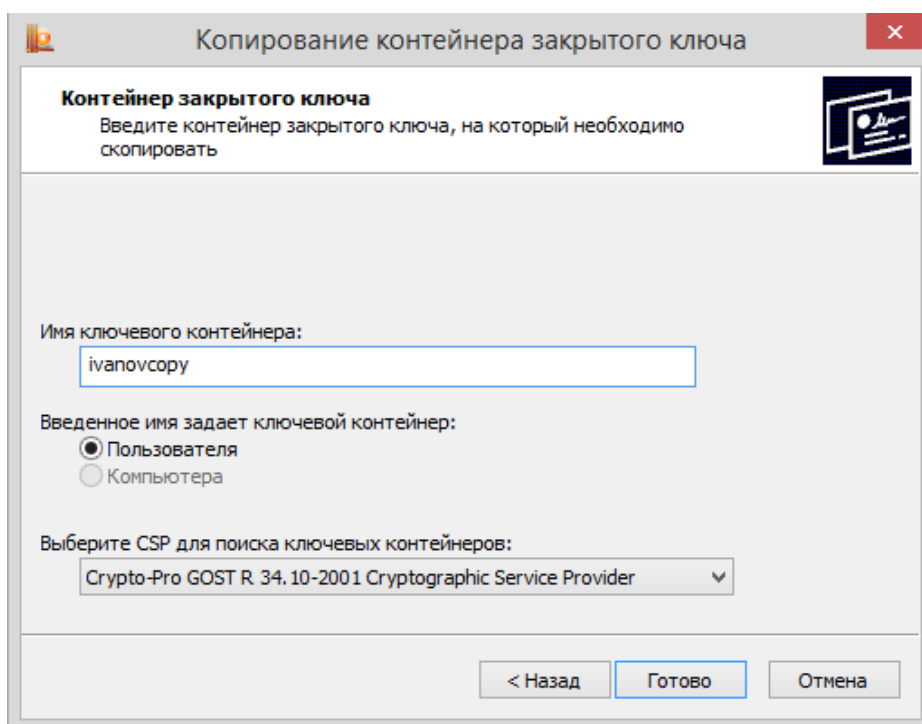 Копирование контейнера закрытого ключа
Контейнер закрытого ключа
Введите контейнер закрытого ключа, на который необходимо
скопировать
Имя ключевого контейнера:
ivanovcopy
Введенное имя задает ключевой контейнер:
Пользователя
Компьютера
Выберите CSP для поиска ключевых контейнеров:
Crypto-Pro GOST R 34.10-2001 Cryptographic Service Provider
< Назад Готово Отмена